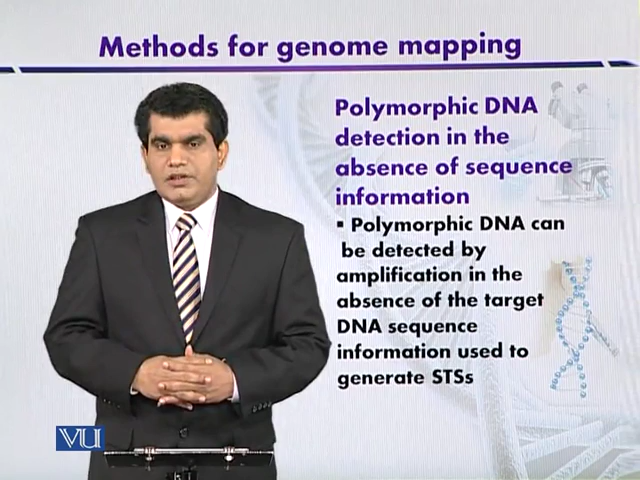 Methods for genome mapping
Polymorphic DNA
detection in the
absence of sequence
information
▪ Polymorphic DNA can
be detected by
amplification in the
absence of the target
DNA sequence
information used to
generate STSs
VU